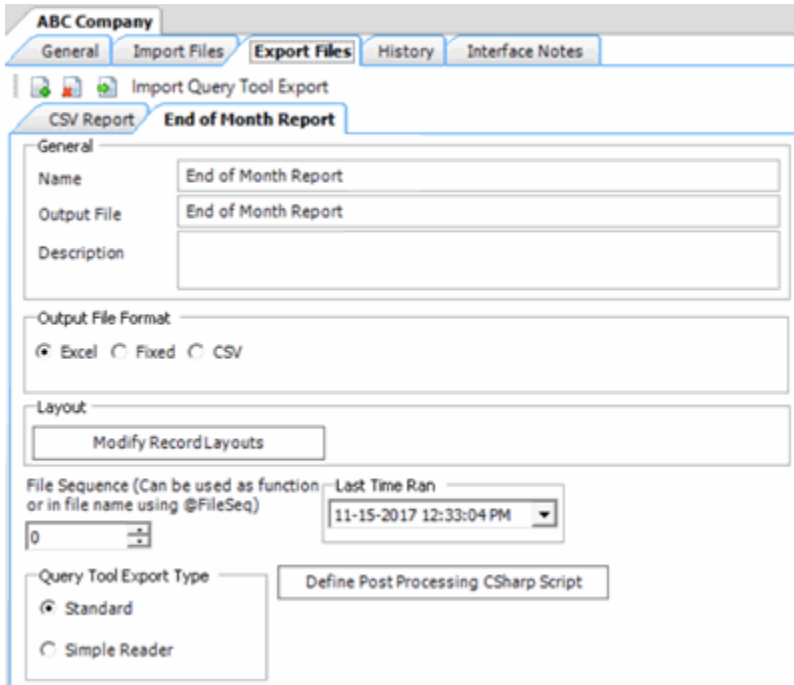 ABC Company
General Import Files Export Files History Interface Notes
Import Query Tool Export
CSV Report End of Month Report
General
Name End of Month Report
Output File End of Month Report
Description
Output File Format
Excel Fixed CSV
Layout
Modify Record Layouts
File Sequence (Can be used as function
or in file name using @FileSeq)
0
Last Time Ran
11-15-2017 12:33:04 PM
Query Tool Export Type
Standard
Simple Reader
Define Post Processing CSharp Script